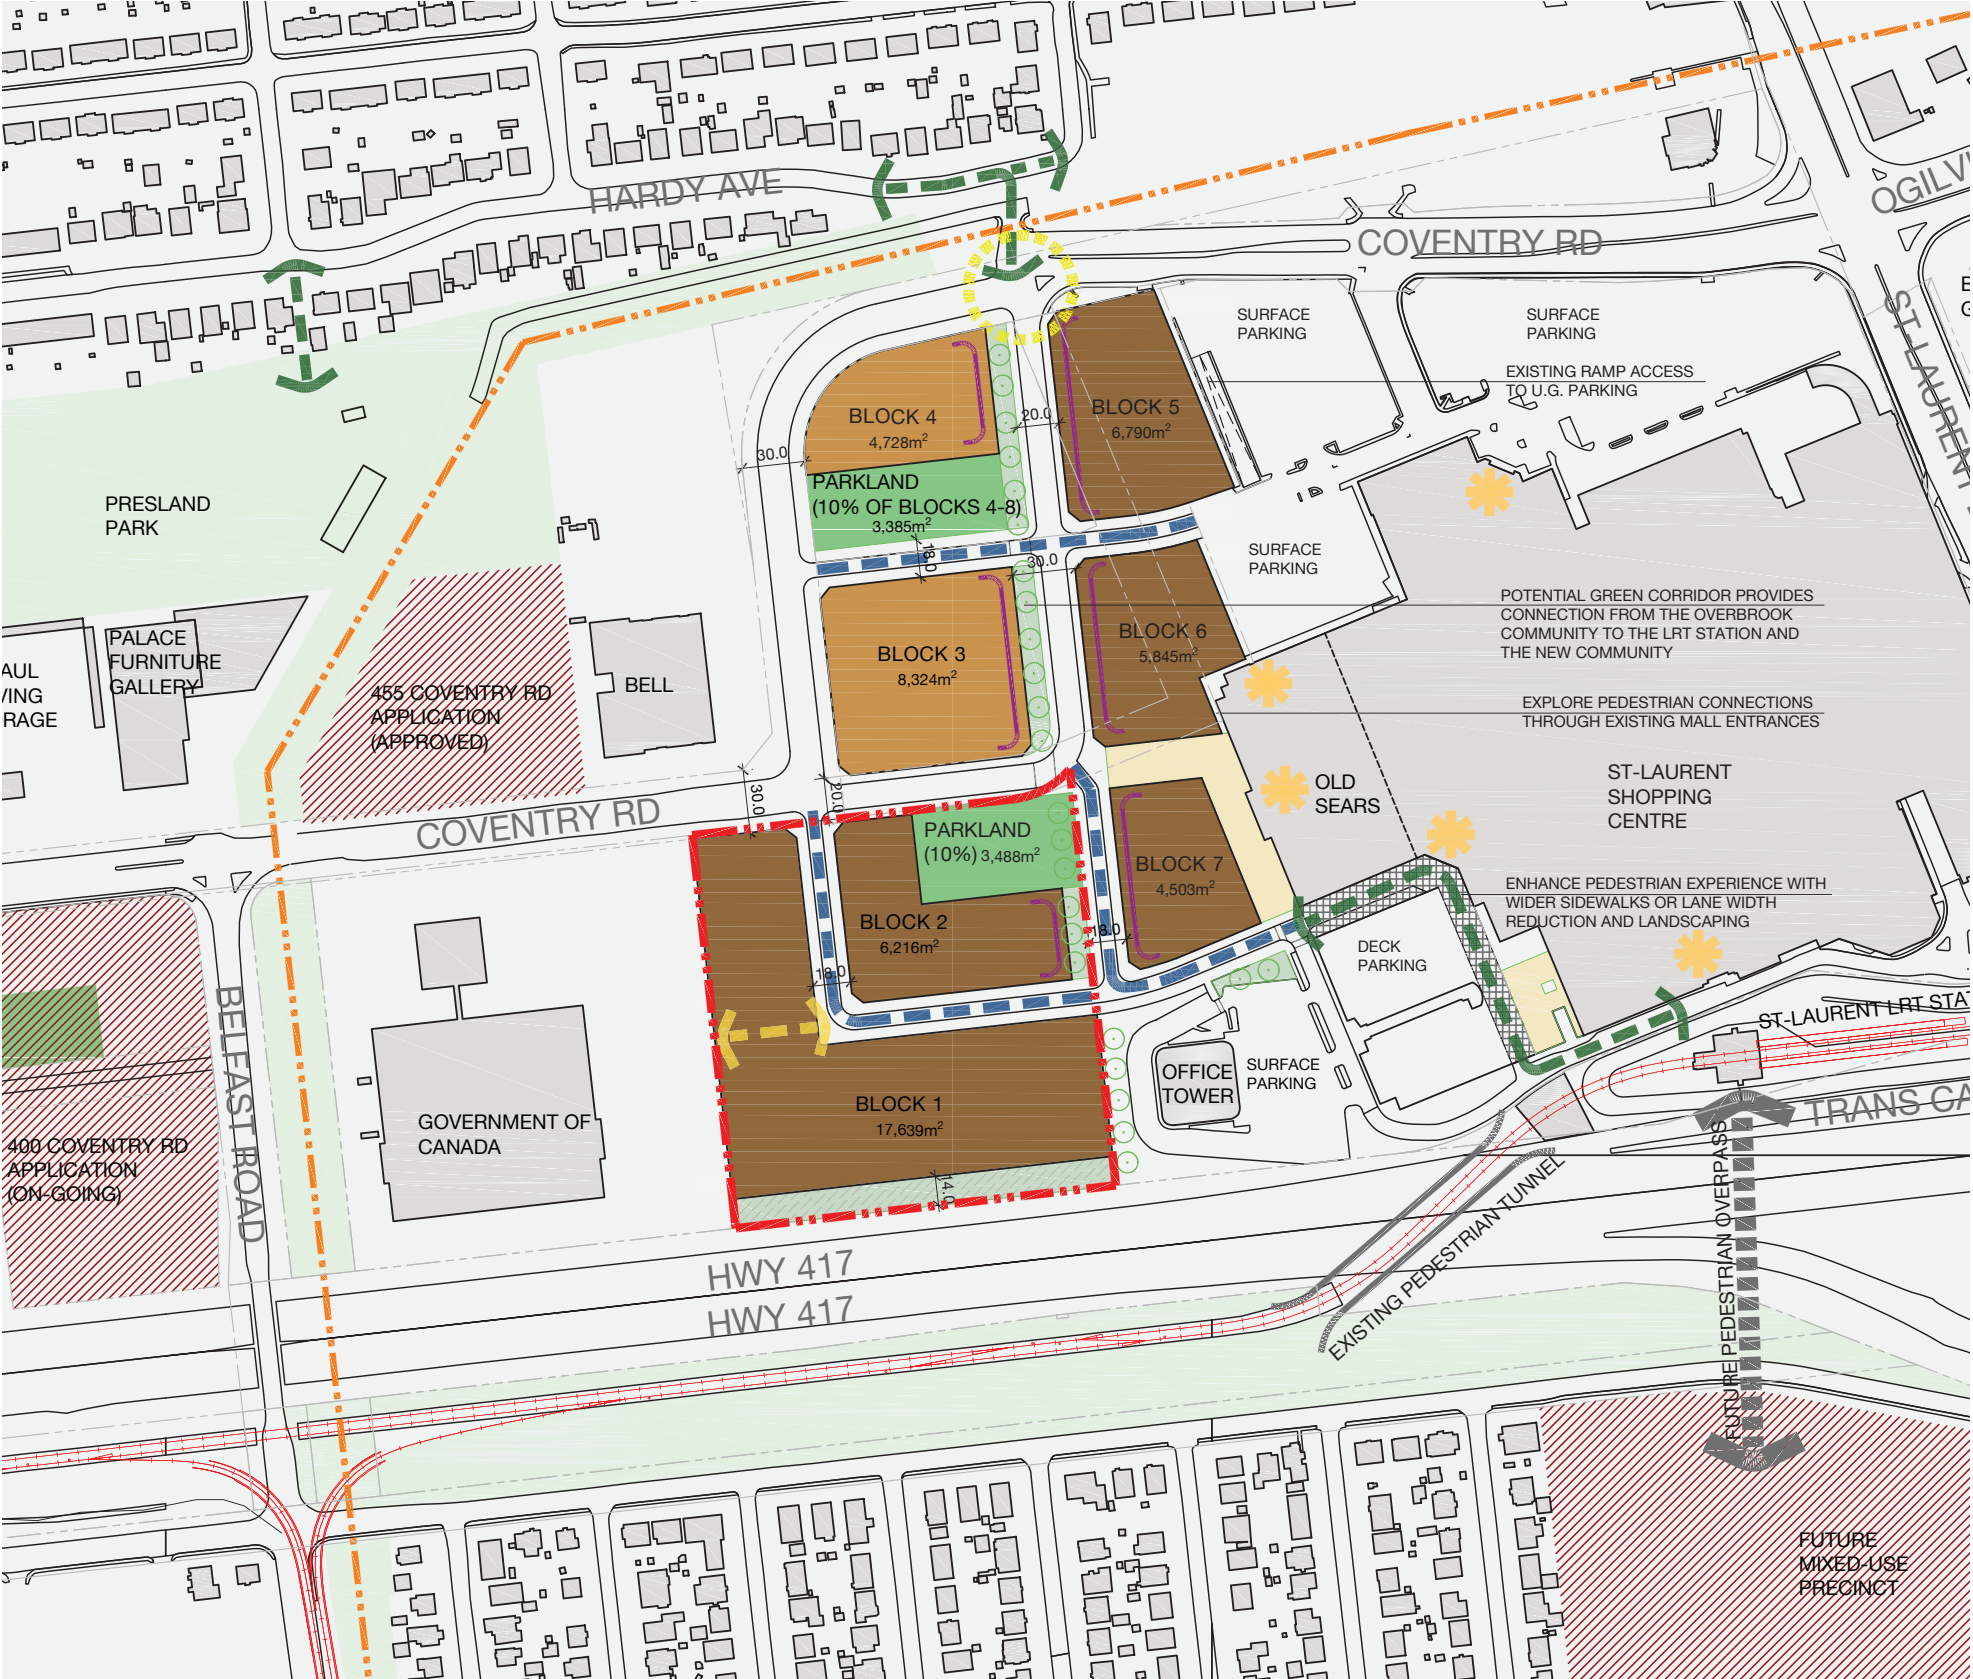 HARDY AVE
OGILV
COVENTRY RD
ST-LAURENT
SURFACE
PARKING
SURFACE
PARKING
EXISTING RAMP ACCESS
TO U.G. PARKING
BLOCK 4
4,728m²
BLOCK 5
6,790m²
20.0
30.0
PARKLAND
(10% OF BLOCKS 4-8)
3,385m²
PRESLAND
PARK
18.0
30.0
SURFACE
PARKING
POTENTIAL GREEN CORRIDOR PROVIDES
CONNECTION FROM THE OVERBROOK
COMMUNITY TO THE LRT STATION AND
THE NEW COMMUNITY
PALACE
FURNITURE
GALLERY
AUL
VING
RAGE
455 COVENTRY RD
APPLICATION
(APPROVED)
BELL
BLOCK 3
8,324m²
BLOCK 6
5,845m²
EXPLORE PEDESTRIAN CONNECTIONS
THROUGH EXISTING MALL ENTRANCES
OLD
SEARS
ST-LAURENT
SHOPPING
CENTRE
30.0
20.0
COVENTRY RD
PARKLAND
(10%) 3,488m²
BLOCK 7
4,503m²
ENHANCE PEDESTRIAN EXPERIENCE WITH
WIDER SIDEWALKS OR LANE WIDTH
REDUCTION AND LANDSCAPING
BLOCK 2
6,216m²
18.0
18.0
DECK
PARKING
BELFAST ROAD
ST-LAURENT LRT STA
OFFICE
TOWER
SURFACE
PARKING
TRANS CA
GOVERNMENT OF
CANADA
BLOCK 1
17,639m²
14.0
400 COVENTRY RD
APPLICATION
(ON-GOING)
EXISTING PEDESTRIAN TUNNEL
FUTURE PEDESTRIAN OVERPASS
HWY 417
HWY 417
FUTURE
MIXED-USE
PRECINCT